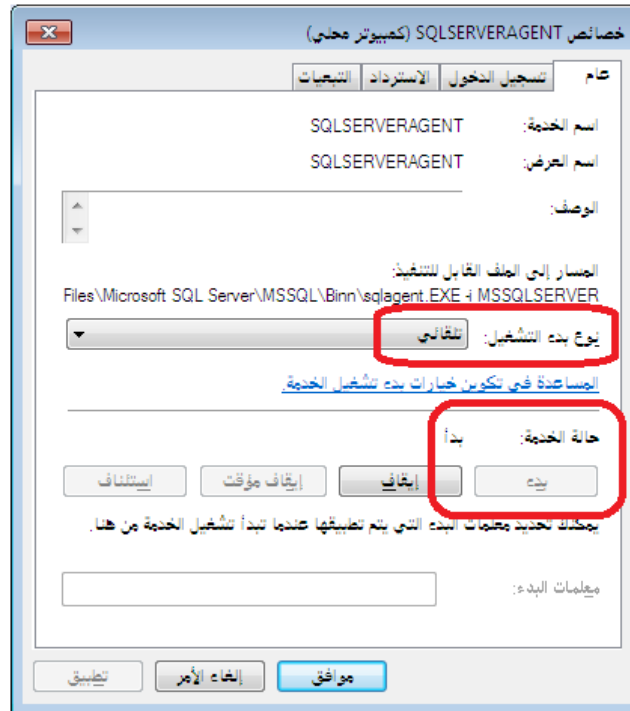 خصائص SQLSERVERAGENT (كمبيوتر محلي)
عام تسجيل الدخول الاسترداد التبعيات
اسم الخدمة: SQLSERVERAGENT
اسم العرض: SQLSERVERAGENT
الوصف:
المسار إلى الملف القابل للتنفيذ:
Files\Microsoft SQL Server\MSSQL\Binn\sqlagent.EXE -i MSSQLSERVER
نوع بدء التشغيل: تلقائي
المساعدة في تكوين خيارات بدء تشغيل الخدمة.
حالة الخدمة: بدأ
بدء إيقاف إيقاف مؤقت استئناف
يمكنك تحديد معلمات البدء التي يتم تطبيقها عندما تبدأ تشغيل الخدمة من هنا.
معلمات البدء:
موافق إلغاء الأمر تطبيق